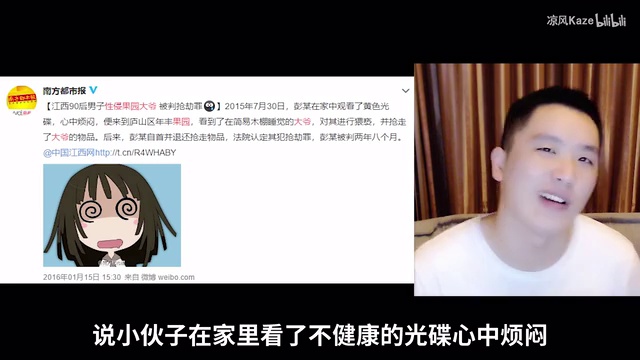 凉风Kaze bilibili
南方都市报
【江西90后男子性侵果园大爷 被判抢劫罪】2015年7月30日，彭某在家中观看了黄色光
碟，心中烦闷，便来到庐山区年丰果园，看到了在简易木棚睡觉的大爷，对其进行猥亵，并抢走
了大爷的物品。后来，彭某自首并退还抢走物品，法院认定其犯抢劫罪，彭某被判两年八个月。
@中国江西网http://t.cn/R4WHABY
2016年01月15日 15:30 来自 微博 weibo.com
说小伙子在家里看了不健康的光碟心中烦闷